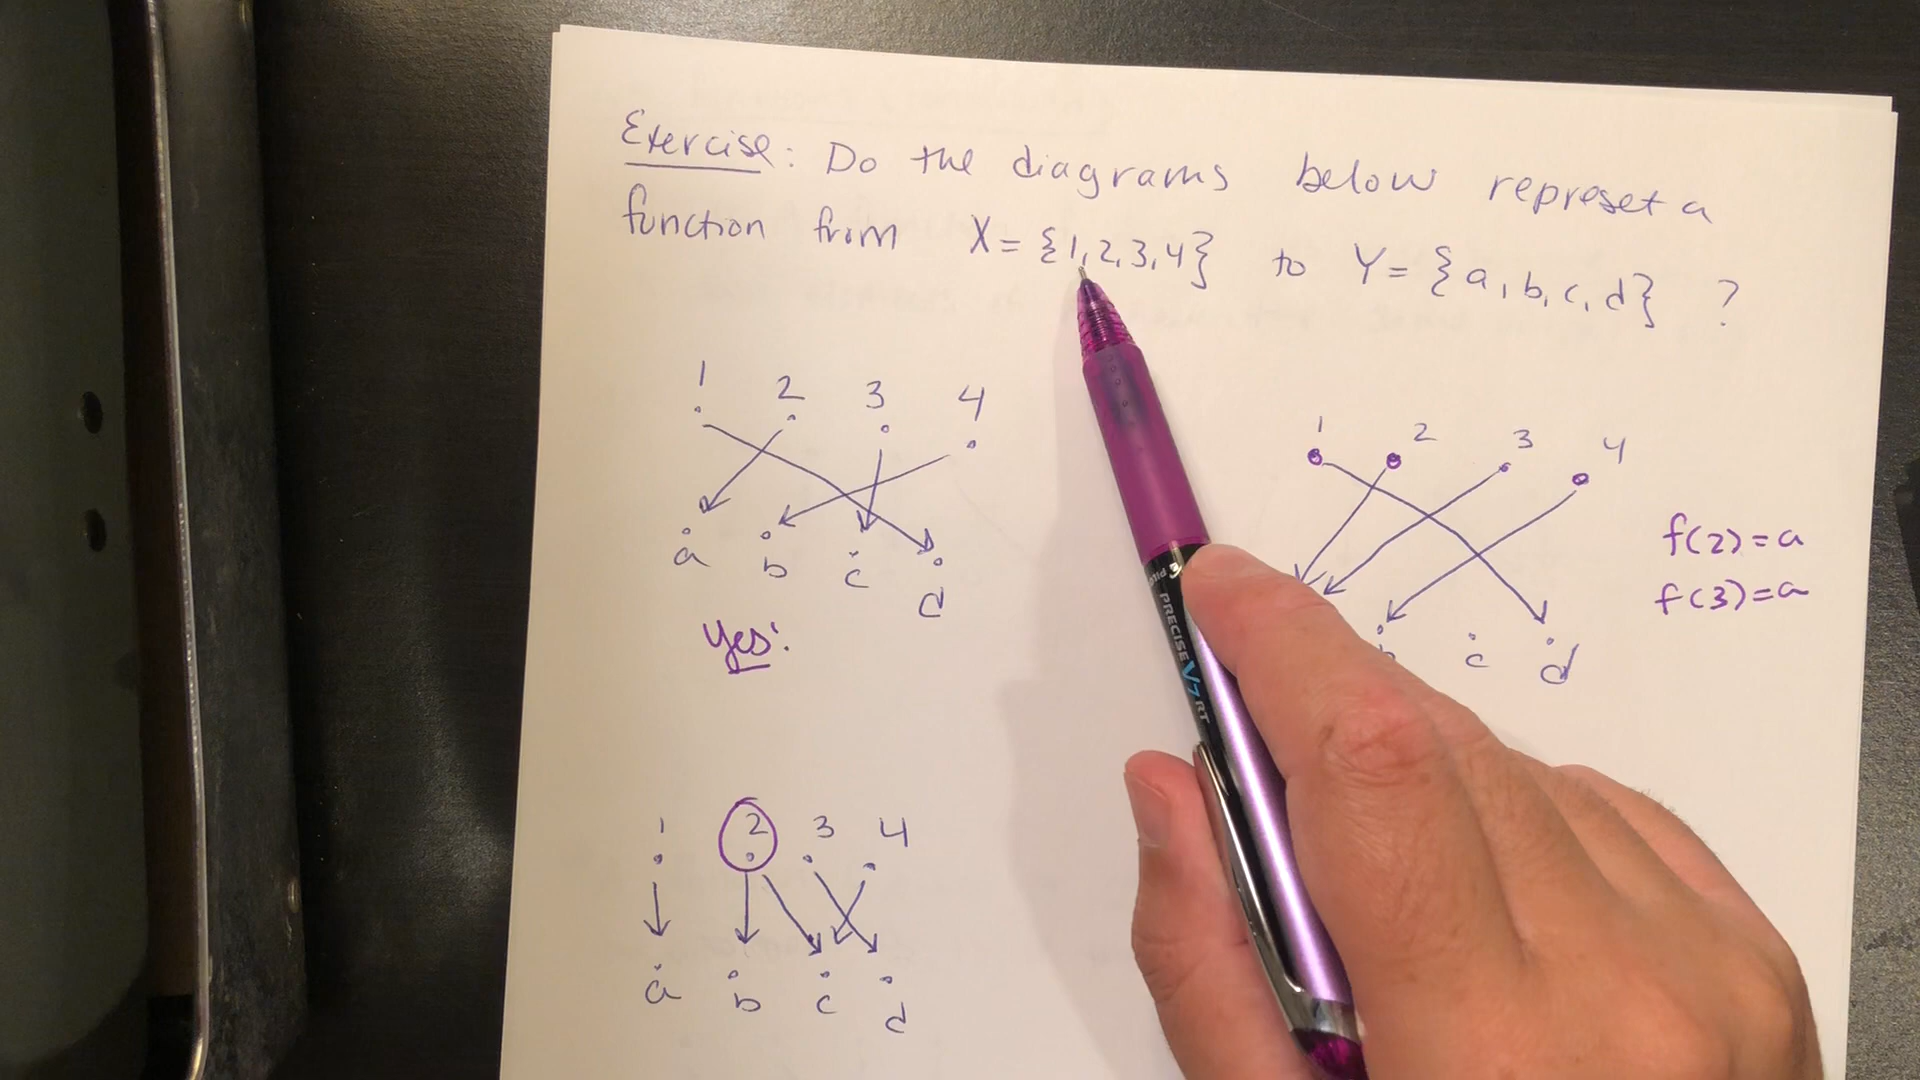 Exercise: Do the diagrams below represet a
function from X = {1,2,3,4} to Y = {a, b, c, d} ?
1 2 3 4
a b c d
Yes!
1 2 3 4
c d
f(2) = a
f(3) = a
PRECISE V7 RT
1 2 3 4
a b c d